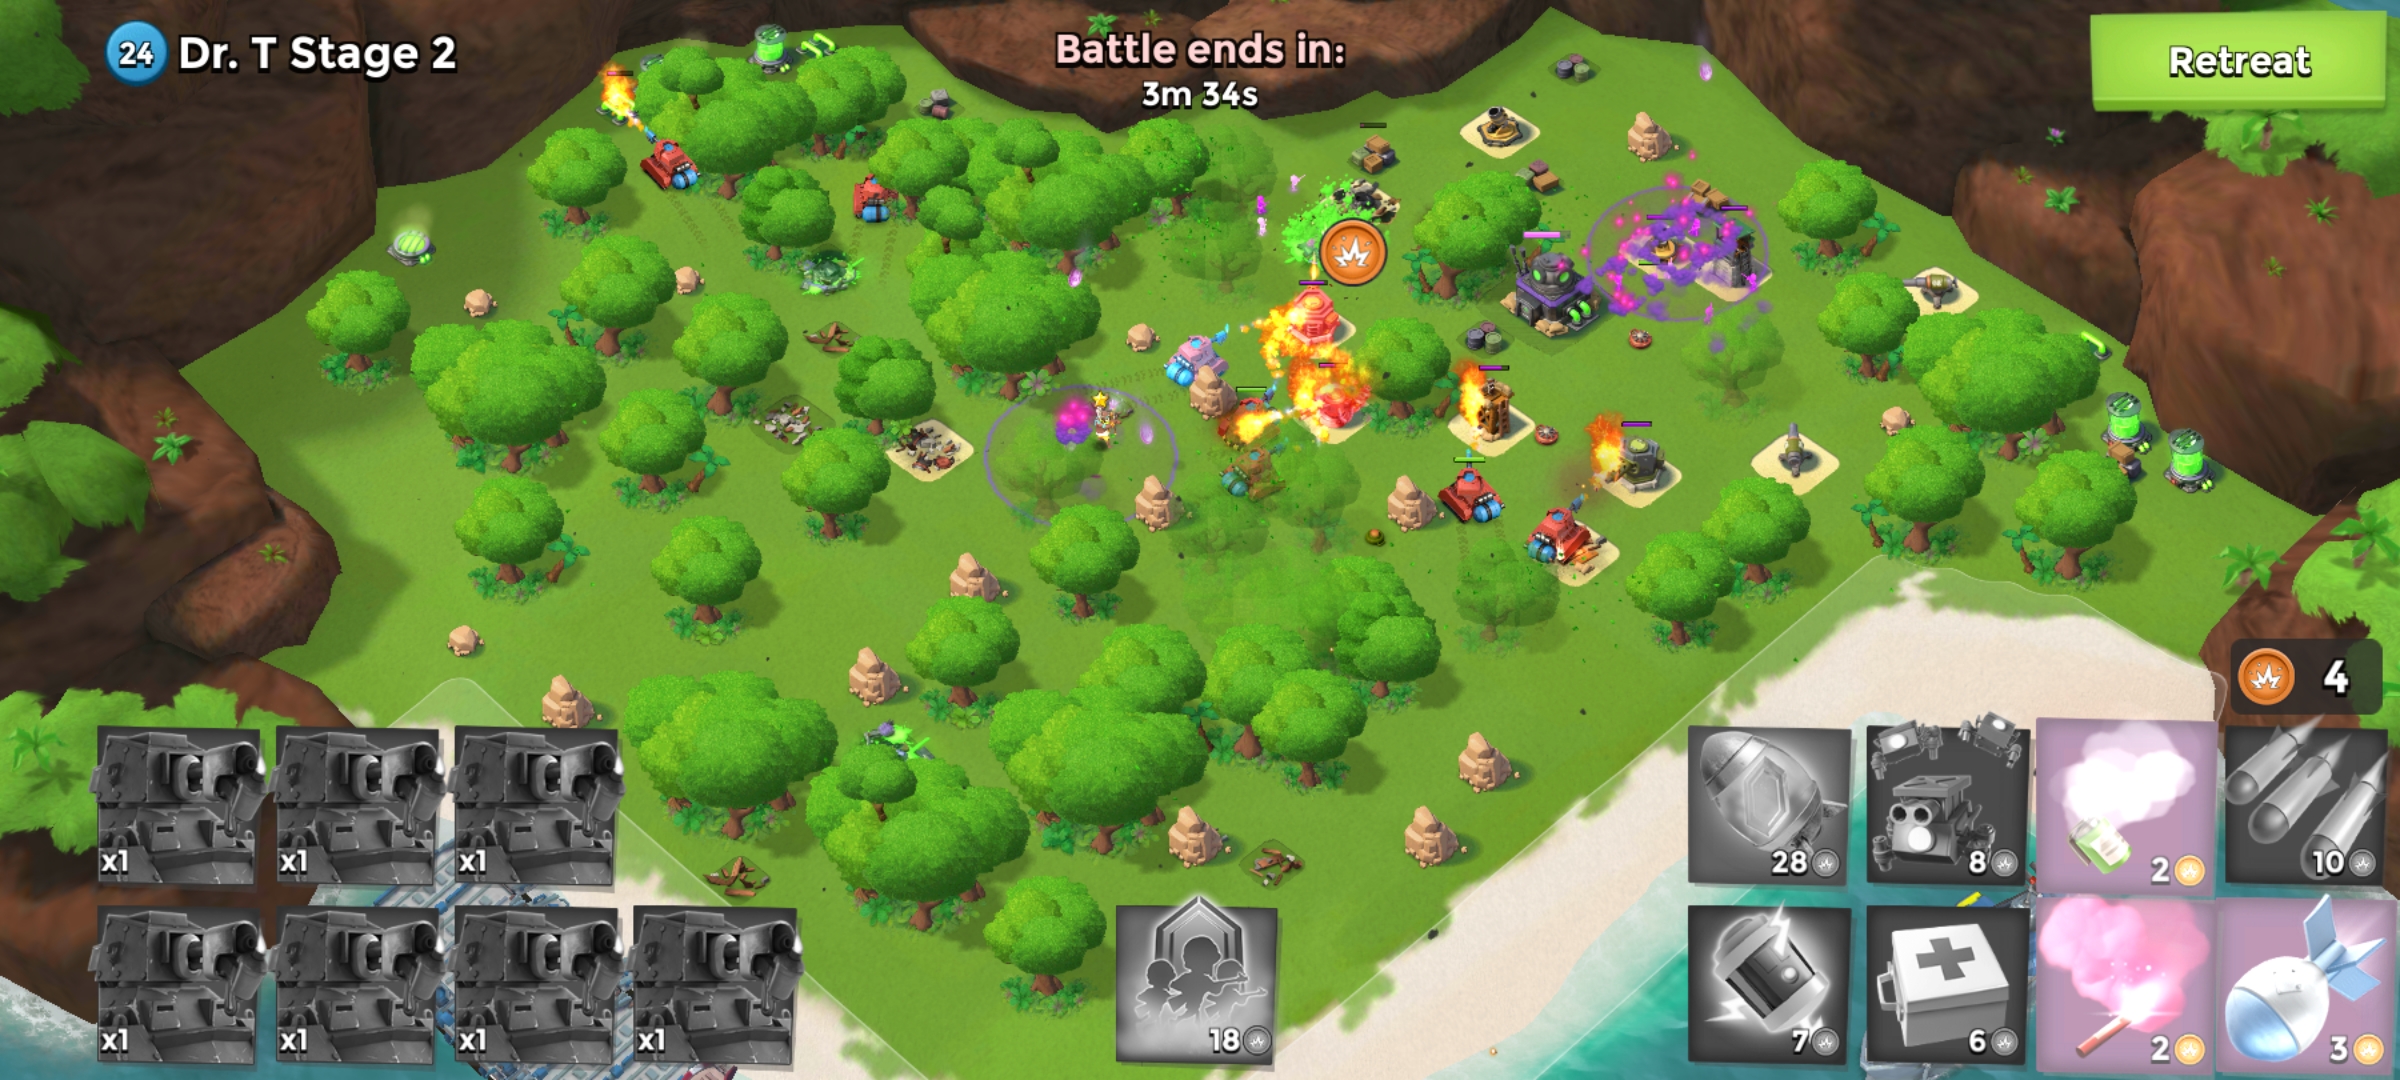 24 Dr. T Stage 2
Battle ends in:
3m 34s
Retreat
4
x1
x1
x1
28
8
2
10
x1
x1
x1
x1
18
7
6
2
3